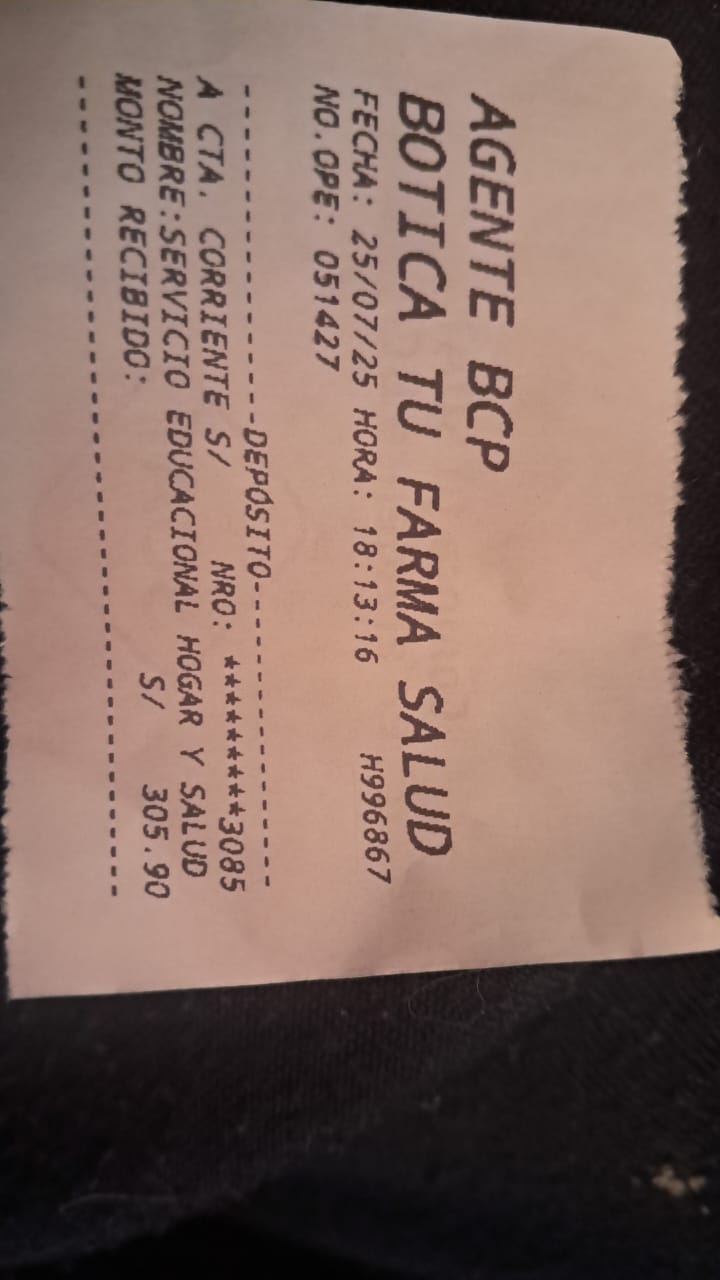 AGENTE BCP
BOTICA TU FARMA SALUD
FECHA: 25/07/25 HORA: 18:13:16 H996867
NO.OPE: 051427
-----------------DEPÓSITO-----------------
A CTA. CORRIENTE S/ NRO: **********3085
NOMBRE:SERVICIO EDUCACIONAL HOGAR Y SALUD
MONTO RECIBIDO: S/ 305.90
------------------------------------------